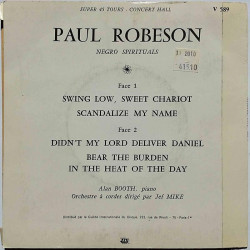 SUPER 45 TOURS - CONCERT HALL
V 589
PAUL ROBESON
NEGRO SPIRITUALS
Face 1
SWING LOW, SWEET CHARIOT
SCANDALIZE MY NAME
Face 2
DIDN'T MY LORD DELIVER DANIEL
BEAR THE BURDEN
IN THE HEAT OF THE DAY
Alan BOOTH, piano
Orchestre à cordes dirigé par Jef MIKE